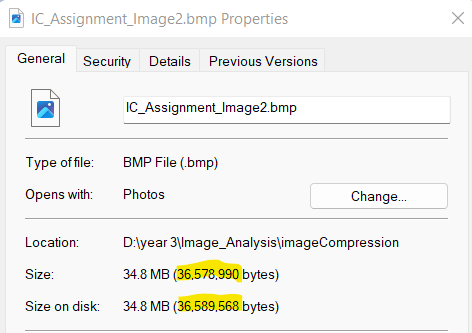 IC_Assignment_Image2.bmp Properties
General Security Details Previous Versions
IC_Assignment_Image2.bmp
Type of file: BMP File (.bmp)
Opens with: Photos Change...
Location: D:\year 3\Image_Analysis\imageCompression
Size: 34.8 MB (36,578,990 bytes)
Size on disk: 34.8 MB (36,589,568 bytes)